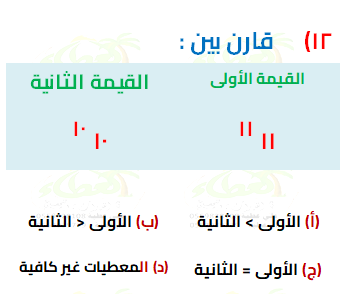 ١٢) قارن بين :
القيمة الأولى القيمة الثانية
١١ ١١ ١٠ ١٠
(أ) الأولى > الثانية (ب) الأولى < الثانية
(ج) الأولى = الثانية (د) المعطيات غير كافية